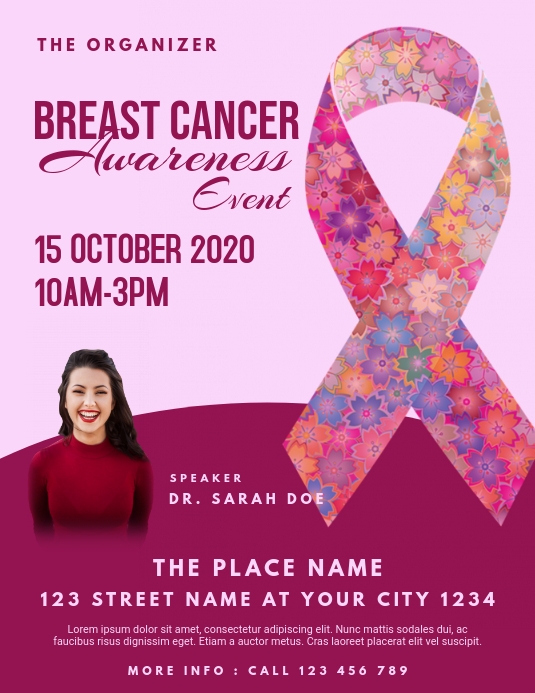 THE ORGANIZER
BREAST CANCER
Awareness
Event
15 OCTOBER 2020
10AM-3PM
SPEAKER
DR. SARAH DOE
THE PLACE NAME
123 STREET NAME AT YOUR CITY 1234
Lorem ipsum dolor sit amet, consectetur adipiscing elit. Nunc mattis sodales dui, ac
faucibus risus dignissim eget. Etiam a auctor metus. Cras laoreet placerat elit vel suscipit.
MORE INFO : CALL 123 456 789